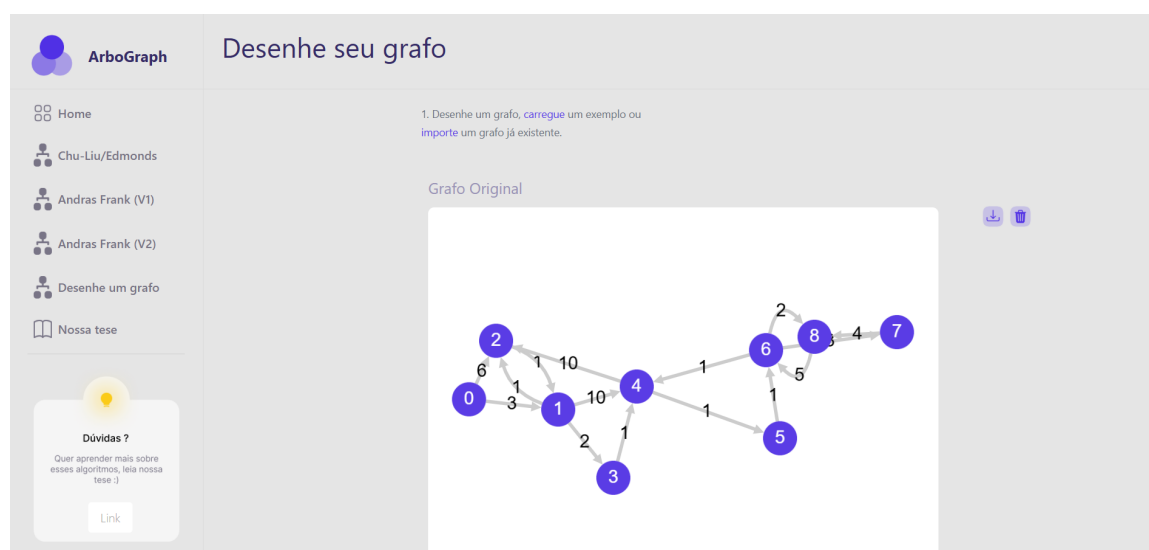 ArboGraph
Desenhe seu grafo
Home
Chu-Liu/Edmonds
Andras Frank (V1)
Andras Frank (V2)
Desenhe um grafo
Nossa tese
Dúvidas ?
Quer aprender mais sobre
esses algoritmos, leia nossa
tese :)
Link
1. Desenhe um grafo, carregue um exemplo ou
importe um grafo já existente.
Grafo Original
2
2
6
8
4
7
6
1
10
1
5
1
4
0
3
1
1
10
1
1
5
2
1
3